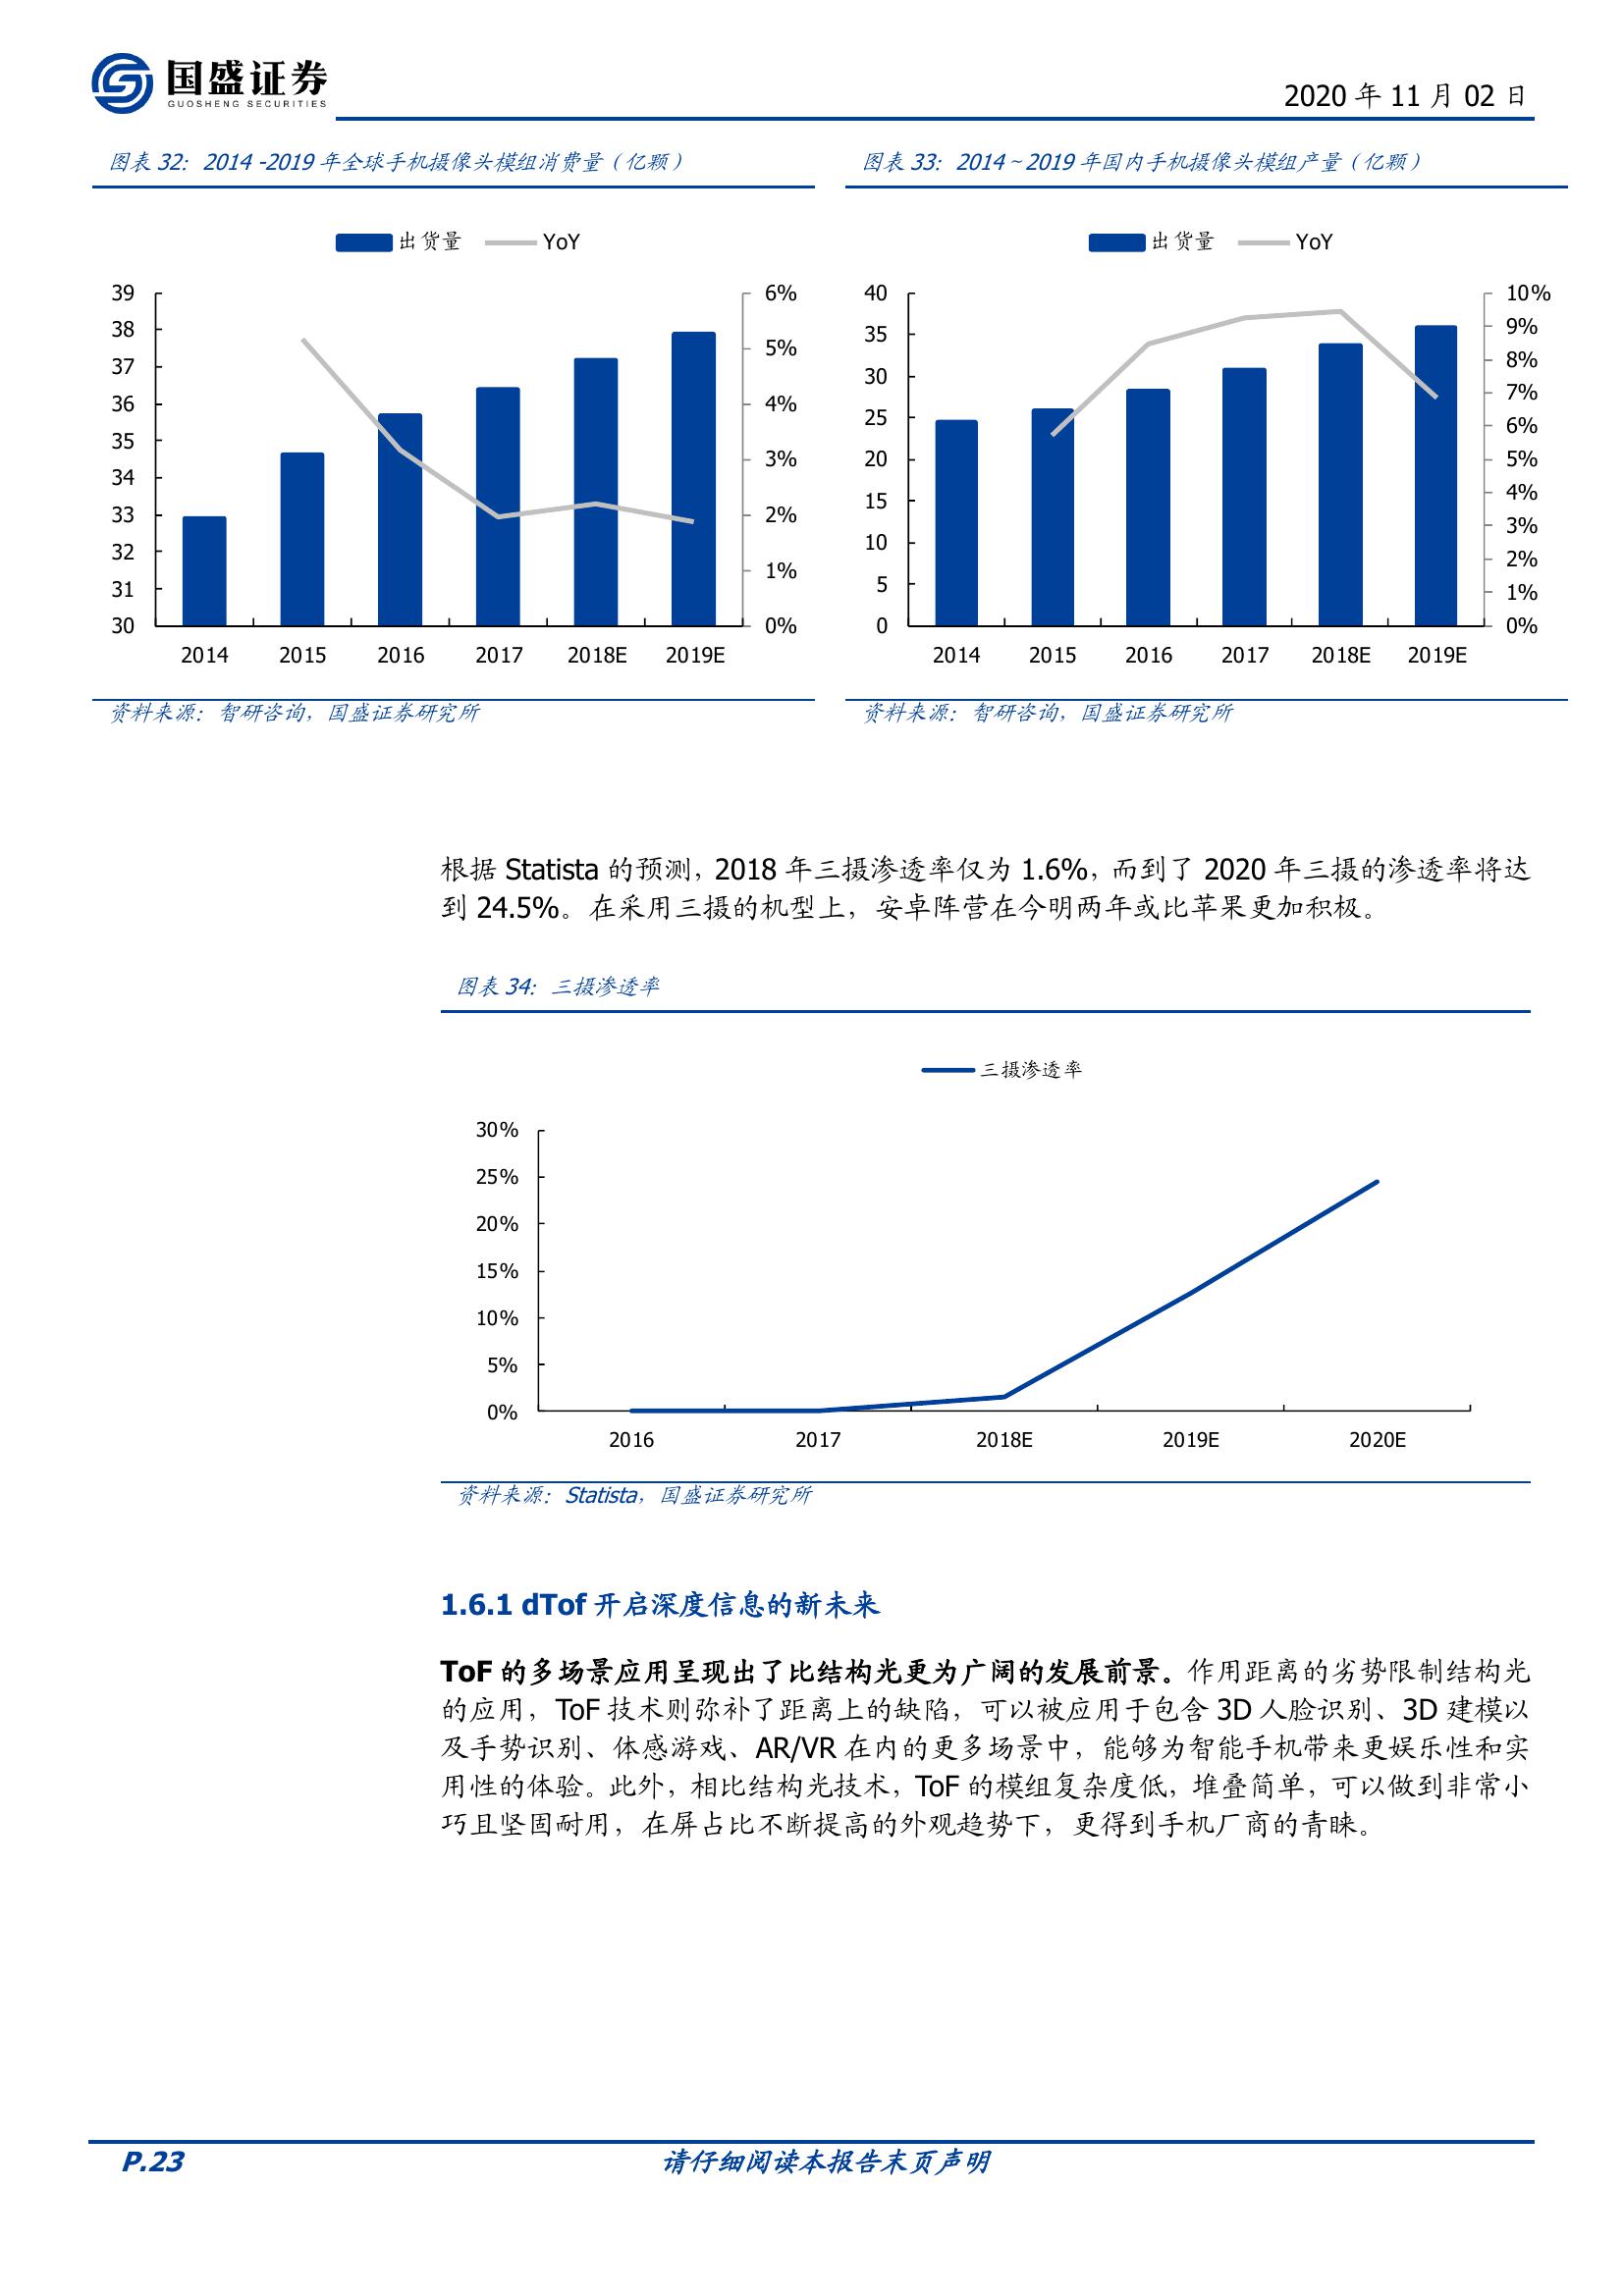 国盛证券
GUOSHENG SECURITIES
2020 年 11 月 02 日
图表 32：2014 -2019 年全球手机摄像头模组消费量（亿颗）
出货量 YoY
39
38
37
36
35
34
33
32
31
30
6%
5%
4%
3%
2%
1%
0%
2014 2015 2016 2017 2018E 2019E
资料来源：智研咨询，国盛证券研究所
图表 33：2014～2019 年国内手机摄像头模组产量（亿颗）
出货量 YoY
40
35
30
25
20
15
10
5
0
10%
9%
8%
7%
6%
5%
4%
3%
2%
1%
0%
2014 2015 2016 2017 2018E 2019E
资料来源：智研咨询，国盛证券研究所
根据 Statista 的预测，2018 年三摄渗透率仅为 1.6%，而到了 2020 年三摄的渗透率将达
到 24.5%。在采用三摄的机型上，安卓阵营在今明两年或比苹果更加积极。
图表 34：三摄渗透率
三摄渗透率
30%
25%
20%
15%
10%
5%
0%
2016 2017 2018E 2019E 2020E
资料来源：Statista，国盛证券研究所
1.6.1 dTof 开启深度信息的新未来
ToF 的多场景应用呈现出了比结构光更为广阔的发展前景。作用距离的劣势限制结构光
的应用，ToF 技术则弥补了距离上的缺陷，可以被应用于包含 3D 人脸识别、3D 建模以
及手势识别、体感游戏、AR/VR 在内的更多场景中，能够为智能手机带来更娱乐性和实
用性的体验。此外，相比结构光技术，ToF 的模组复杂度低，堆叠简单，可以做到非常小
巧且坚固耐用，在屏占比不断提高的外观趋势下，更得到手机厂商的青睐。
P.23
请仔细阅读本报告末页声明